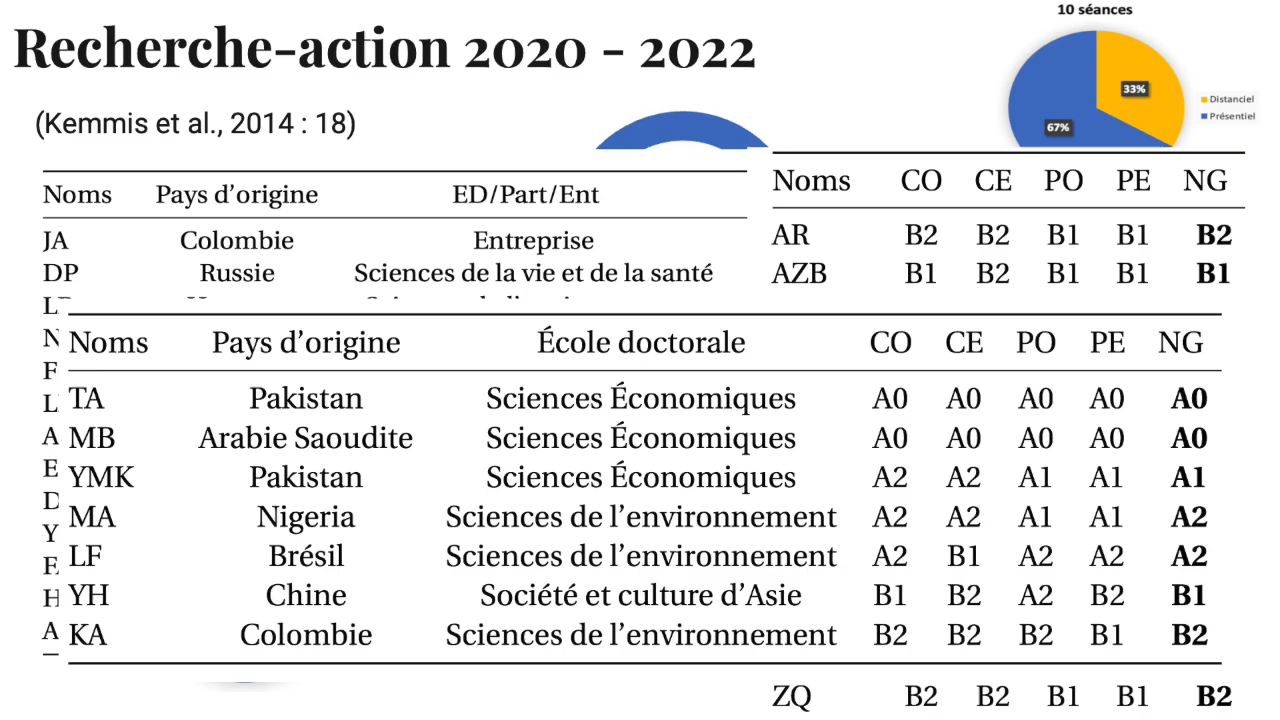 10 séances
Recherche-action 2020 - 2022
33%
Distanciel
Présentiel
67%
(Kemmis et al., 2014 : 18)
Noms Pays d'origine ED/Part/Ent
JA Colombie Entreprise
DP Russie Sciences de la vie et de la santé
Noms CO CE PO PE NG
AR B2 B2 B1 B1 B2
AZB B1 B2 B1 B1 B1
L
N
F
L
A
E
D
Y
E
H
A
Noms Pays d'origine École doctorale CO CE PO PE NG
TA Pakistan Sciences Économiques A0 A0 A0 A0 A0
MB Arabie Saoudite Sciences Économiques A0 A0 A0 A0 A0
YMK Pakistan Sciences Économiques A2 A2 A1 A1 A1
MA Nigeria Sciences de l'environnement A2 A2 A1 A1 A2
LF Brésil Sciences de l'environnement A2 B1 A2 A2 A2
YH Chine Société et culture d'Asie B1 B2 A2 B2 B1
KA Colombie Sciences de l'environnement B2 B2 B2 B1 B2
ZQ B2 B2 B1 B1 B2